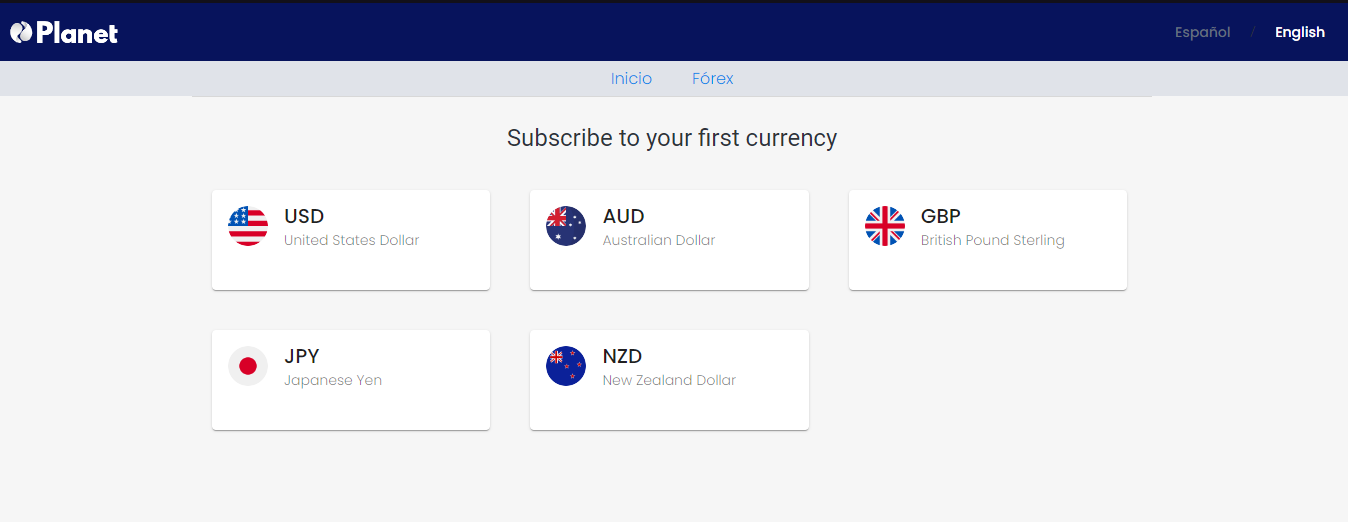 Planet
Español / English
Inicio Fórex
Subscribe to your first currency
USD
United States Dollar
AUD
Australian Dollar
GBP
British Pound Sterling
JPY
Japanese Yen
NZD
New Zealand Dollar